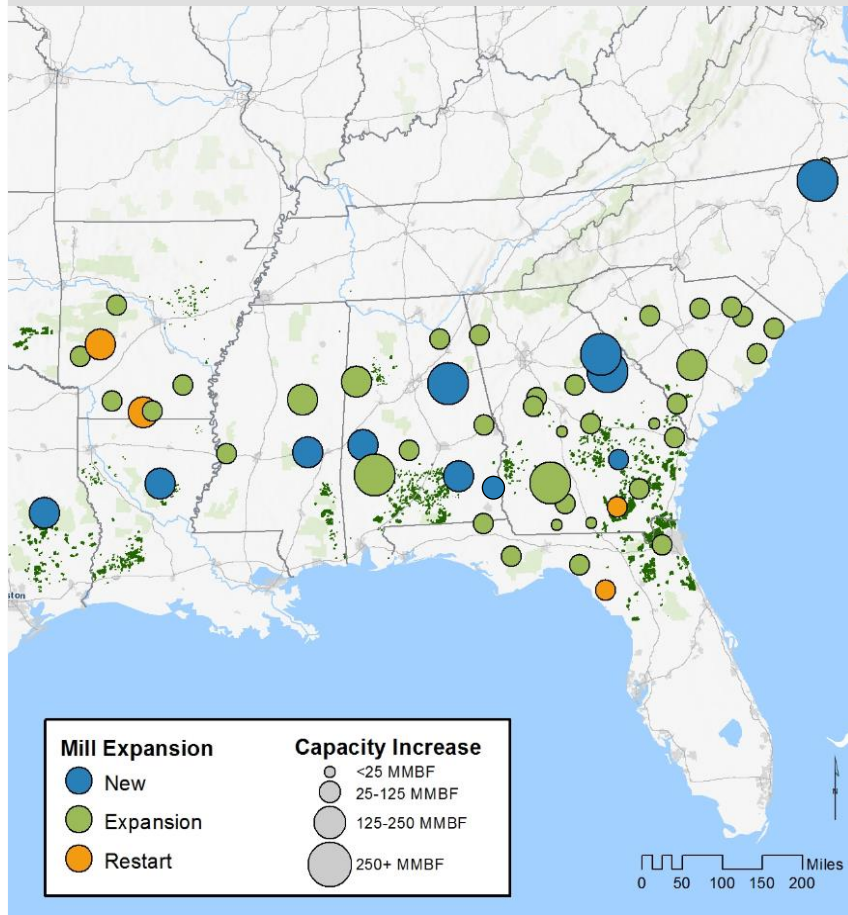 ston
Mill Expansion
New
Expansion
Restart
Capacity Increase
<25 MMBF
25-125 MMBF
125-250 MMBF
250+ MMBF
N
Miles
0 50 100 150 200